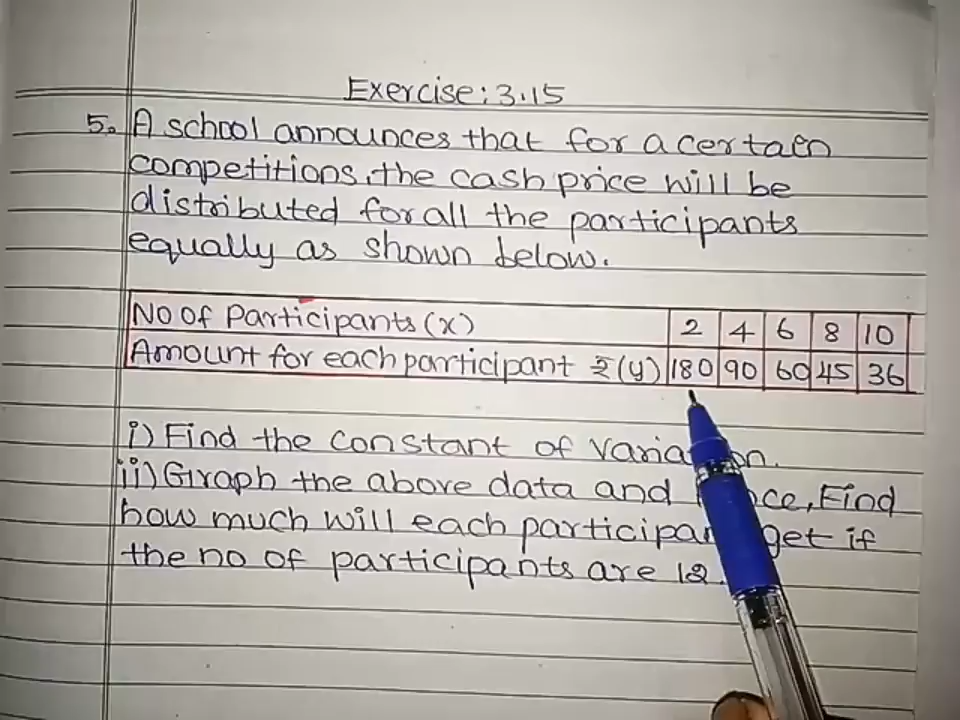 Exercise: 3.15
5. A school announces that for a certain
competitions, the cash price will be
distributed for all the participants
equally as shown below.
No of Participants (x) 2 4 6 8 10
Amount for each participant ₹ (y) 180 90 60 45 36
i) Find the constant of
ii) Graph the above data and Find
how much will each get if
the no of participants are 12.